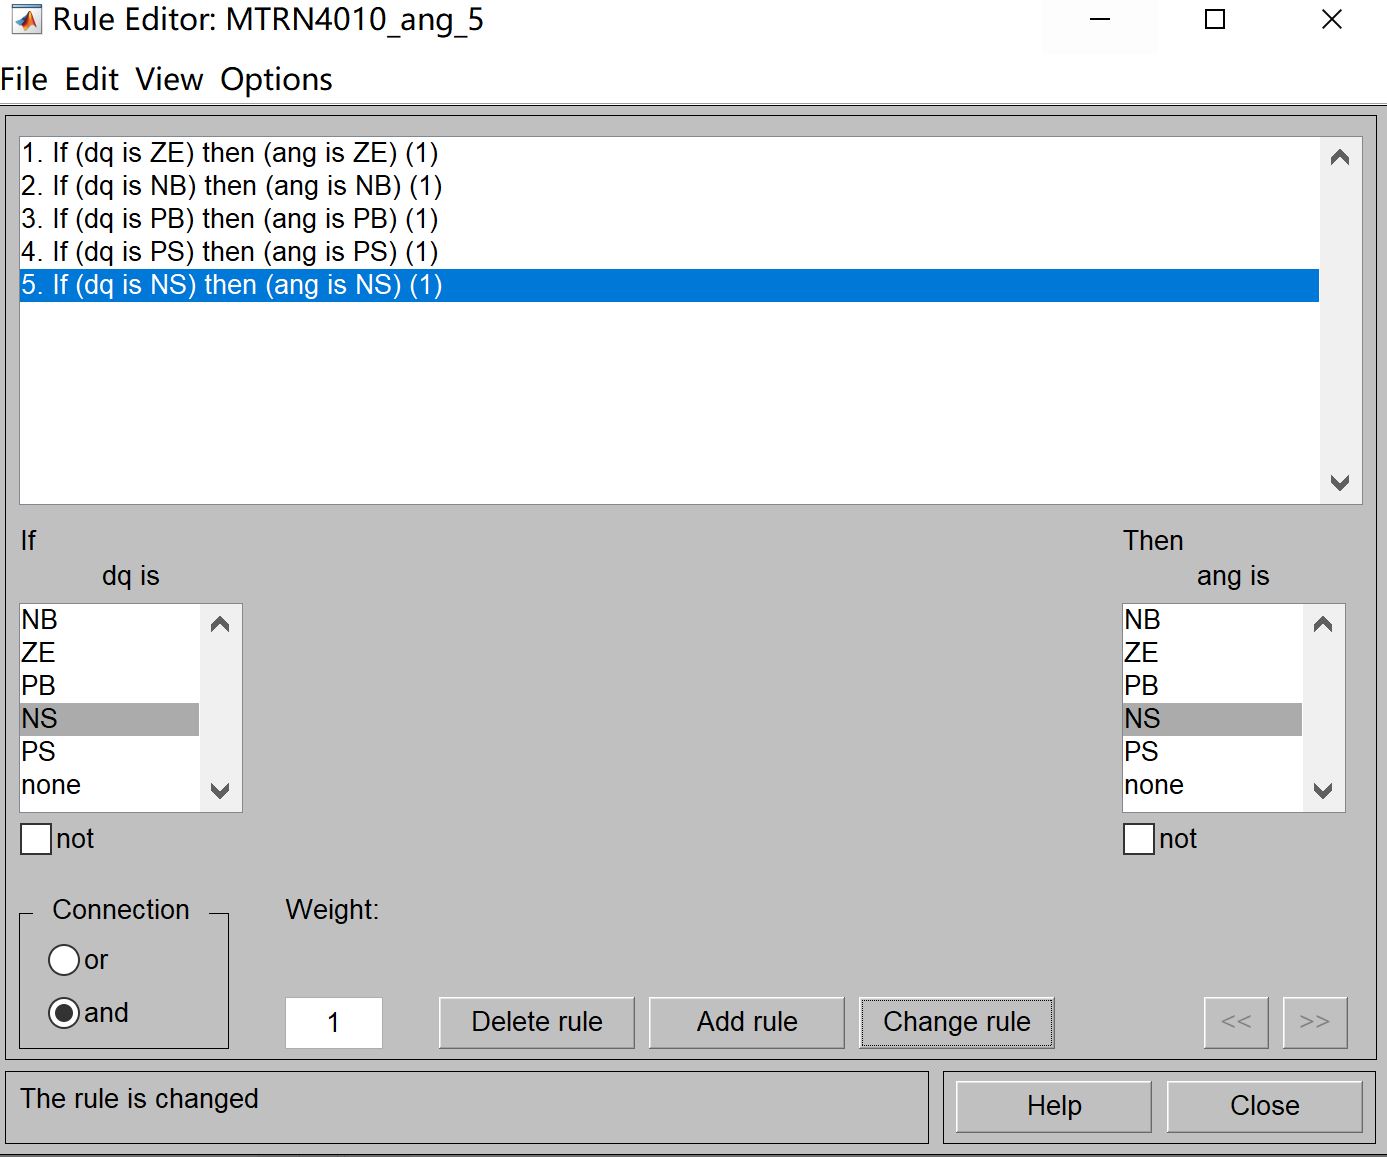 Rule Editor: MTRN4010_ang_5
File Edit View Options
1. If (dq is ZE) then (ang is ZE) (1)
2. If (dq is NB) then (ang is NB) (1)
3. If (dq is PB) then (ang is PB) (1)
4. If (dq is PS) then (ang is PS) (1)
5. If (dq is NS) then (ang is NS) (1)
If
dq is
NB
ZE
PB
NS
PS
none
not
Then
ang is
NB
ZE
PB
NS
PS
none
not
Connection
or
and
Weight:
1
Delete rule
Add rule
Change rule
<<
>>
The rule is changed
Help
Close